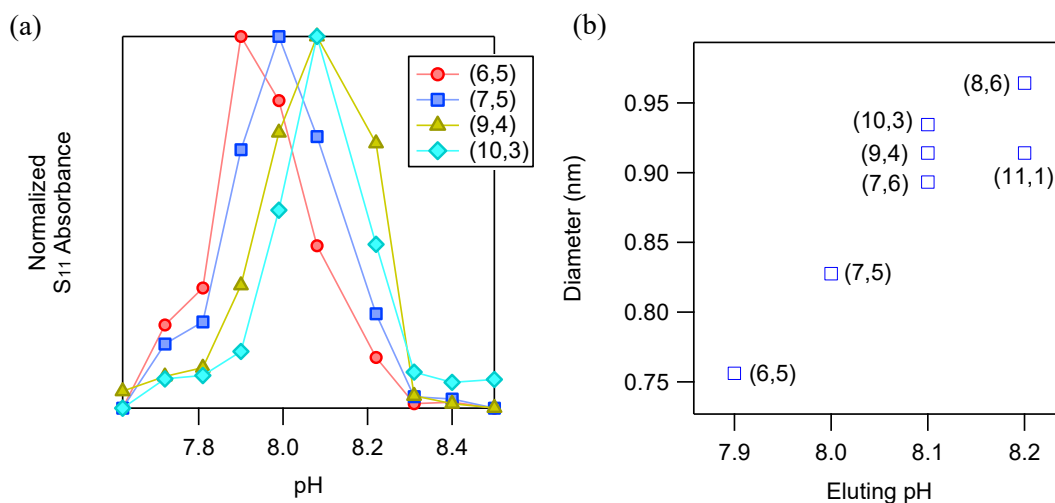 (a)
Normalized
S₁₁ Absorbance
(6,5)
(7,5)
(9,4)
(10,3)
7.8 8.0 8.2 8.4
pH
(b)
Diameter (nm)
0.95
0.90
0.85
0.80
0.75
(8,6)
(10,3)
(9,4)
(11,1)
(7,6)
(7,5)
(6,5)
7.9 8.0 8.1 8.2
Eluting pH